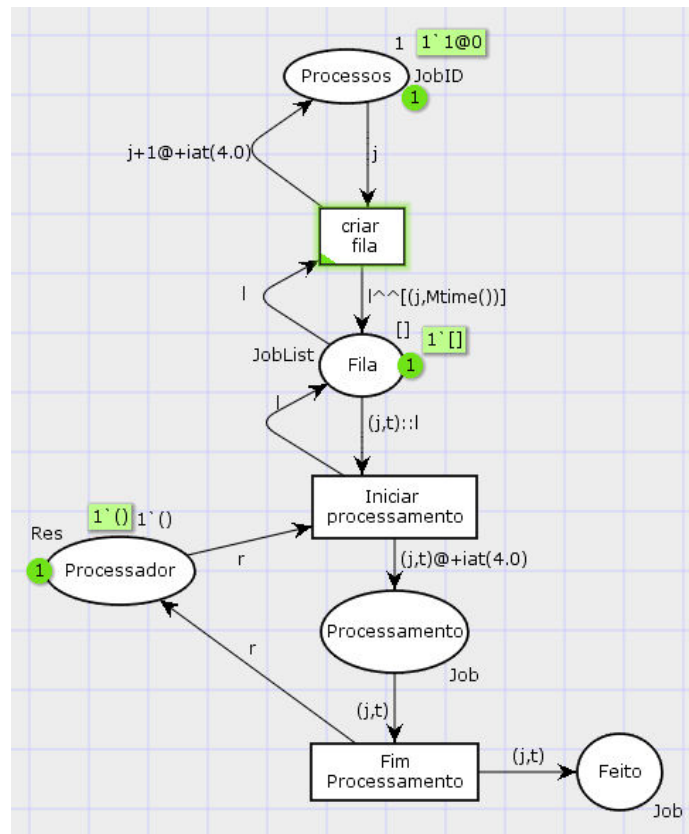 1 1`1@0
Processos JobID
1
j+1@+iat(4.0) j
criar
fila
l l^^[(j,Mtime())]
[] 1`[]
JobList Fila 1
l (j,t)::l
Iniciar
processamento
1`() 1`()
Res
1 Processador r (j,t)@+iat(4.0)
Processamento
r Job
(j,t)
Fim
Processamento (j,t) Feito
Job